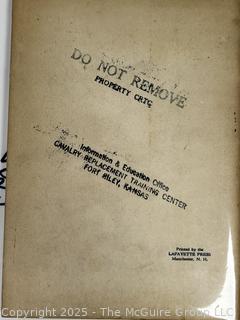 DO NOT REMOVE
PROPERTY CRTC
Information & Education Office
CAVALRY REPLACEMENT TRAINING CENTER
FORT RILEY, KANSAS
Printed by the
LAFAYETTE PRESS
Manchester, N. H.
Copyright 2025 - The McGuire Group LLC